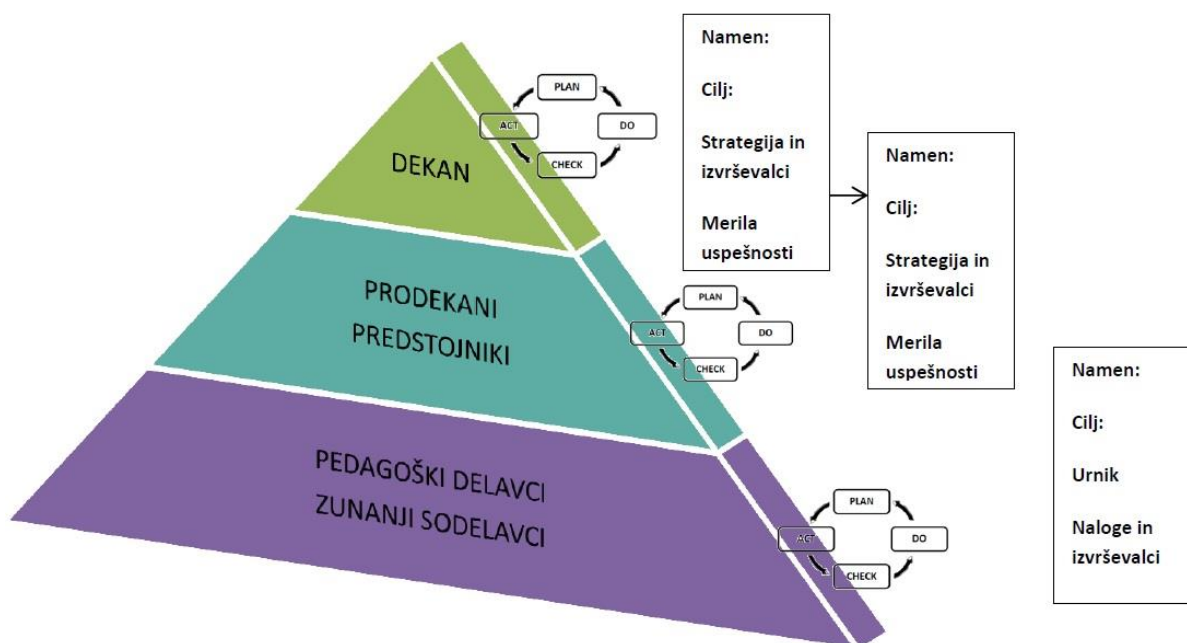 DEKAN
PLAN
ACT
DO
CHECK
Namen:
Cilj:
Strategija in
izvrševalci
Merila
uspešnosti
PRODEKANI
PREDSTOJNIKI
PLAN
ACT
DO
CHECK
Namen:
Cilj:
Strategija in
izvrševalci
Merila
uspešnosti
PEDAGOŠKI DELAVCI
ZUNANJI SODELAVCI
PLAN
ACT
DO
CHECK
Namen:
Cilj:
Urnik
Naloge in
izvrševalci